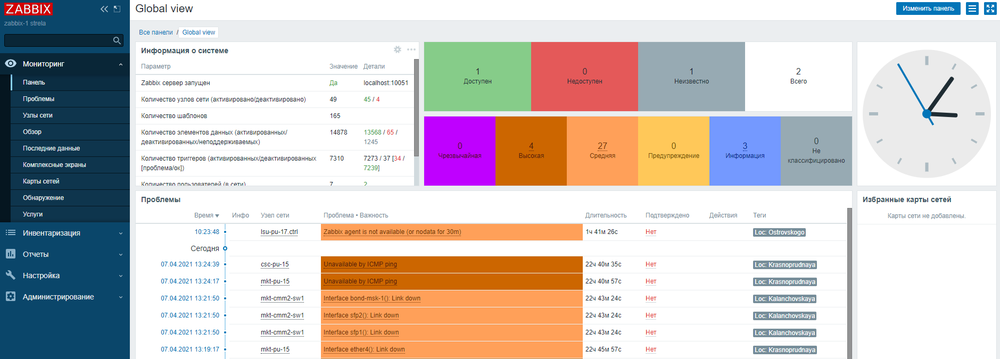 ZABBIX
zabbix-1 strela
Мониторинг
Панель
Проблемы
Узлы сети
Обзор
Последние данные
Комплексные экраны
Карты сетей
Обнаружение
Услуги
Инвентаризация
Отчеты
Настройка
Администрирование
Global view
Изменить панель
Все панели / Global view
Информация о системе
Параметр Значение Детали
Zabbix сервер запущен Да localhost:10051
Количество узлов сети (активировано/деактивировано) 49 45 / 4
Количество шаблонов 165
Количество элементов данных (активированных/ 14878 13568 / 65 /
деактивированных/неподдерживаемых) 1245
Количество триггеров (активированных/деактивированных 7310 7273 / 37 [34 /
[проблема/ок]) 7239]
Количество пользователей (в сети) 7 2
1 0 1 2
Доступен Недоступен Неизвестно Всего
0 4 27 0 3 0
Чрезвычайная Высокая Средняя Предупреждение Информация Не
классифицировано
Проблемы
Время Инфо Узел сети Проблема • Важность Длительность Подтверждено Действия Теги
10:23:48 lsu-pu-17.ctrl Zabbix agent is not available (or nodata for 30m) 1ч 41м 26с Нет Loc: Ostrovskogo
Сегодня
07.04.2021 13:24:39 csc-pu-15 Unavailable by ICMP ping 22ч 40м 35с Нет Loc: Krasnoprudnaya
07.04.2021 13:24:17 mkt-pu-15 Unavailable by ICMP ping 22ч 40м 57с Нет Loc: Krasnoprudnaya
07.04.2021 13:21:50 mkt-cmm2-sw1 Interface bond-msk-1(): Link down 22ч 43м 24с Нет Loc: Kalanchovskaya
07.04.2021 13:21:50 mkt-cmm2-sw1 Interface sfp2(): Link down 22ч 43м 24с Нет Loc: Kalanchovskaya
07.04.2021 13:21:50 mkt-cmm2-sw1 Interface sfp1(): Link down 22ч 43м 24с Нет Loc: Kalanchovskaya
07.04.2021 13:19:17 mkt-pu-15 Interface ether4(): Link down 22ч 45м 57с Нет Loc: Krasnoprudnaya
Избранные карты сетей
Карты сети не добавлены.